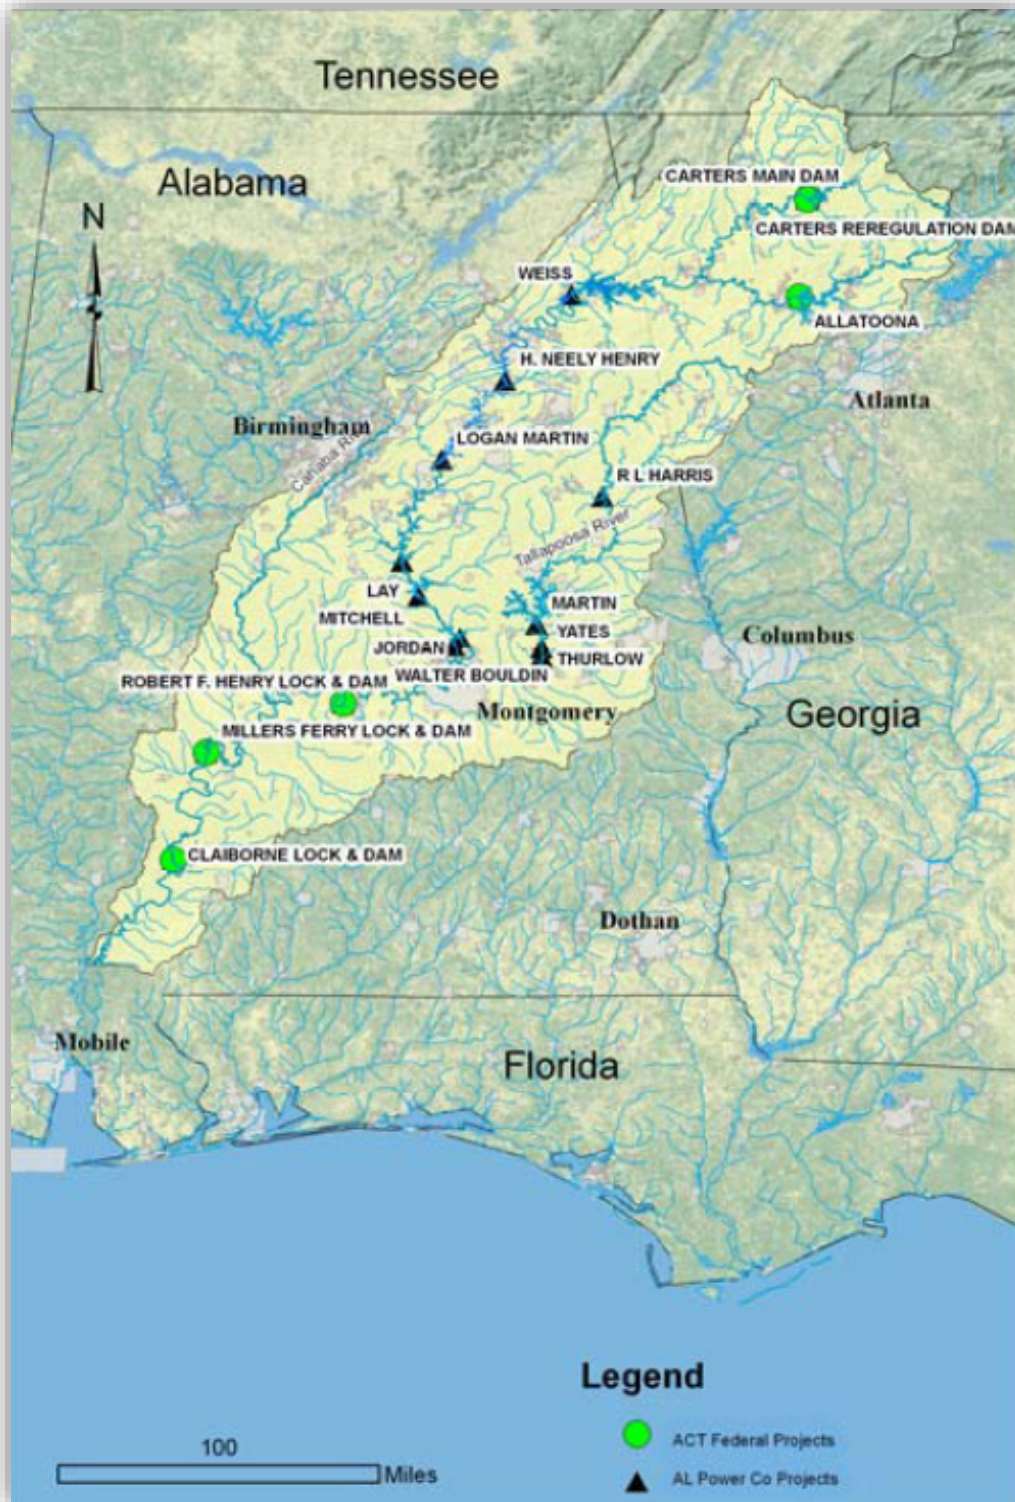 Tennessee
Alabama
CARTERS MAIN DAM
N
CARTERS REREGULATION DAM
WEISS
ALLATOONA
H. NEELY HENRY
Atlanta
Birmingham
LOGAN MARTIN
Cahaba River
R L HARRIS
Tallapoosa River
LAY
MARTIN
MITCHELL
YATES
Columbus
JORDAN
THURLOW
WALTER BOULDIN
ROBERT F. HENRY LOCK & DAM
Montgomery
Georgia
MILLERS FERRY LOCK & DAM
CLAIBORNE LOCK & DAM
Dothan
Mobile
Florida
Legend
ACT Federal Projects
AL Power Co Projects
100
Miles